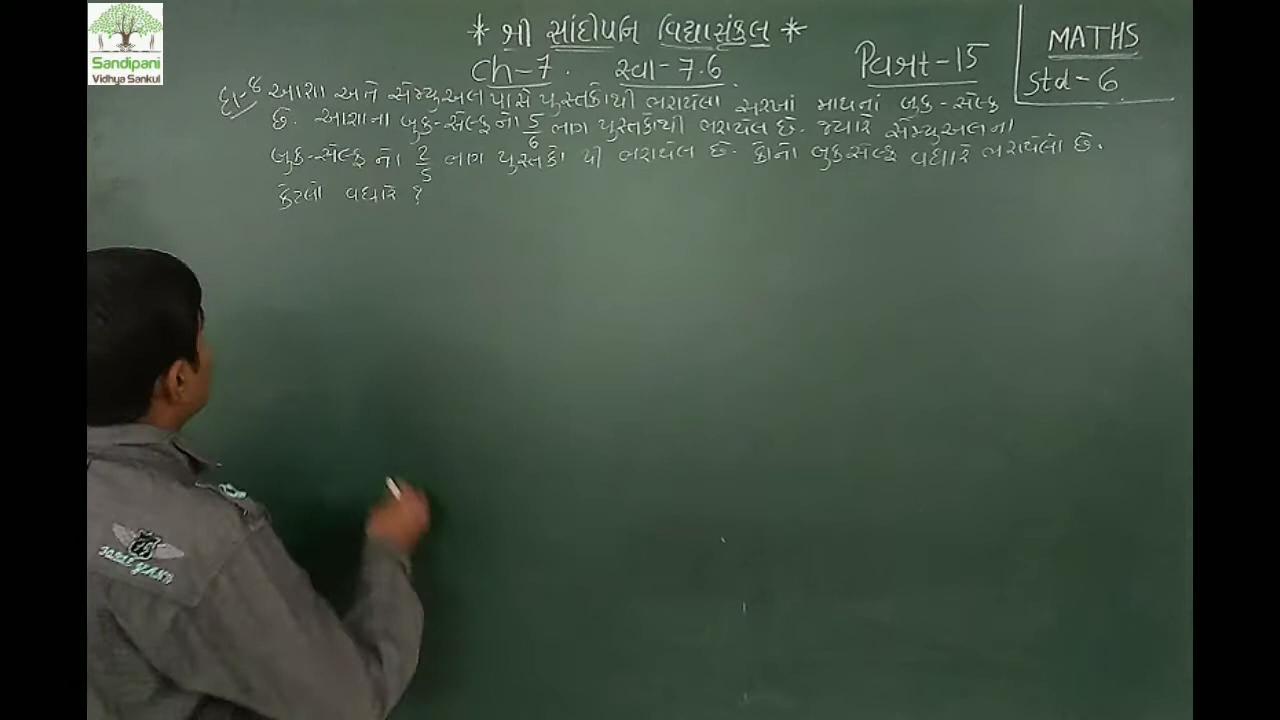 Sandipani
Vidhya Sankul
* શ્રી સાંદીપનિ વિદ્યાસંકુલ *
MATHS
Ch-7. સ્વા-7.6
Part-15
Std-6
દા-8 આશા અને સેમ્યુઅલ પાસે પુસ્તકોથી ભરાયેલા સરખાં માપનાં બુક-સેલ્ફ
છે. આશાના બુક-સેલ્ફનો 5/6 ભાગ પુસ્તકોથી ભરાયેલ છે. જ્યારે સેમ્યુઅલના
બુક-સેલ્ફનો 2/5 ભાગ પુસ્તકો થી ભરાયેલ છે. કોનો બુકસેલ્ફ વધારે ભરાયેલો છે.
કેટલો વધારે ?